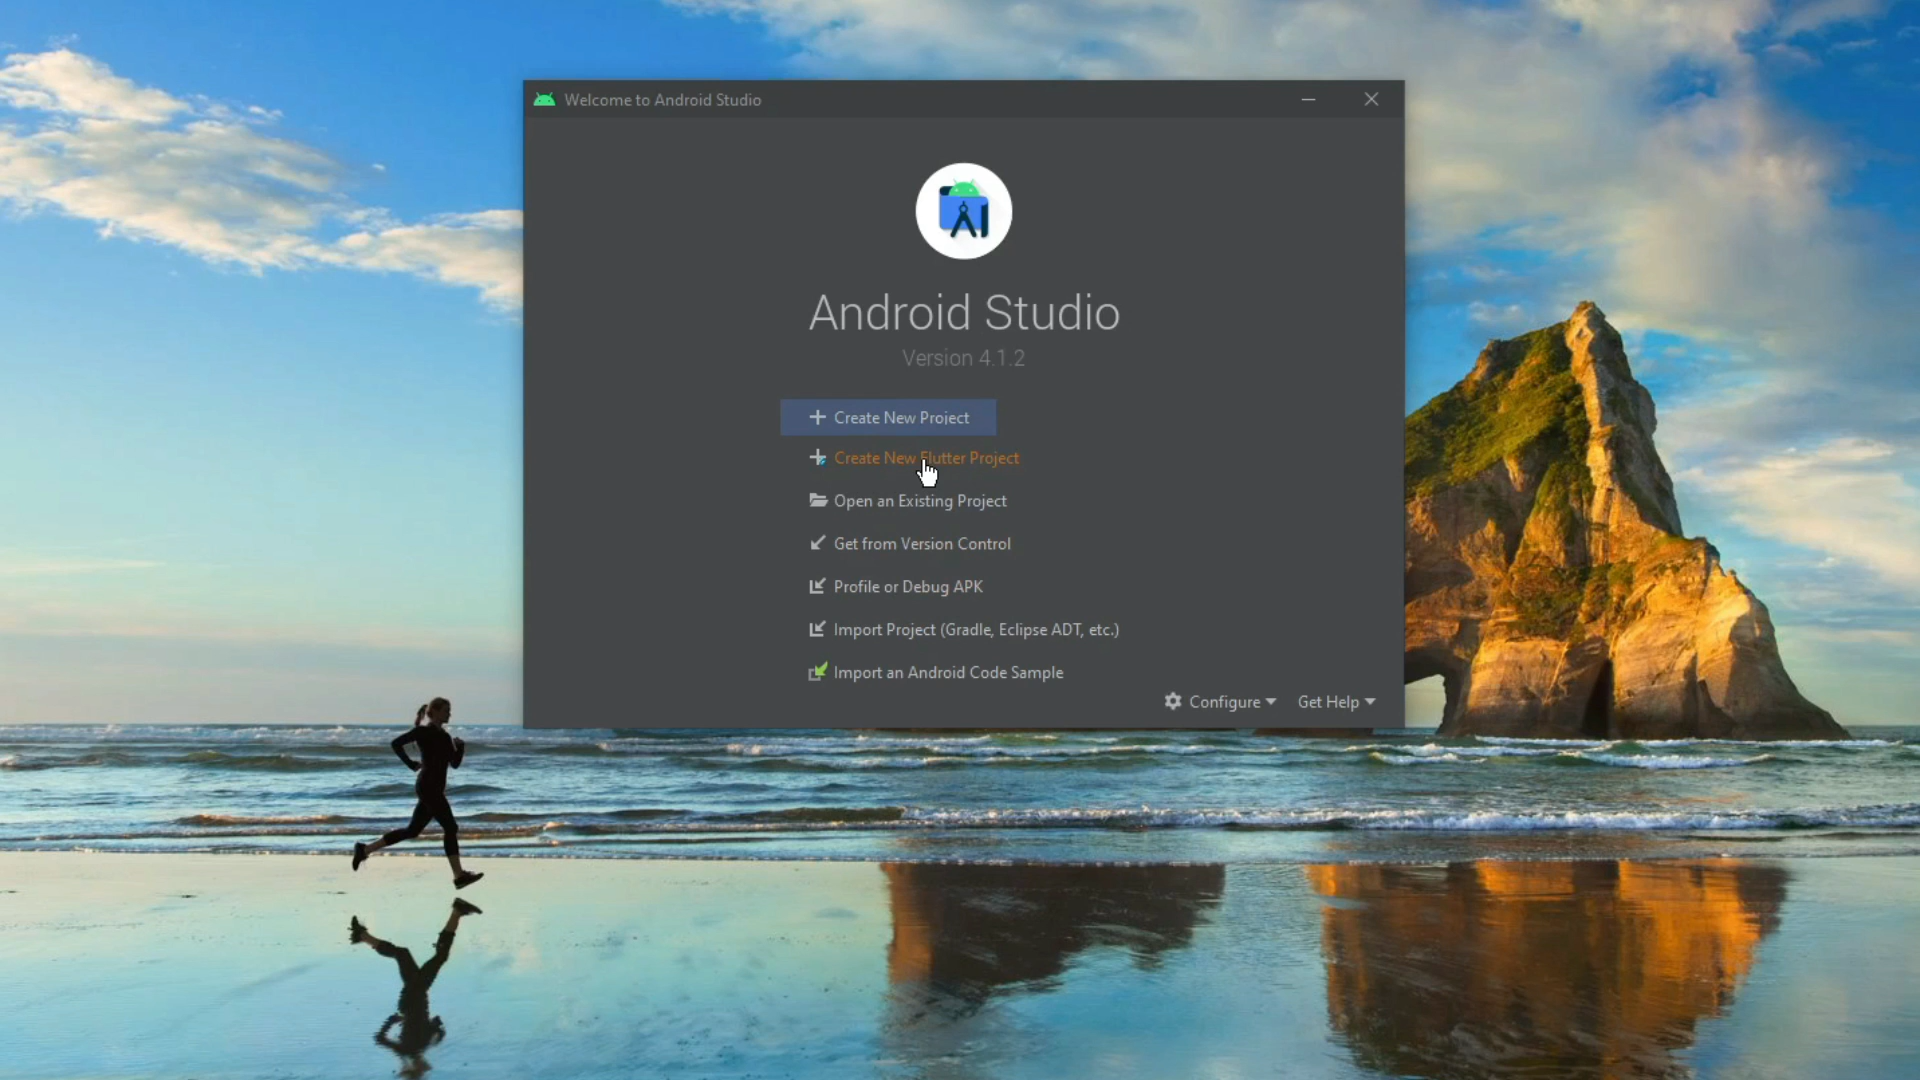 Welcome to Android Studio
Android Studio
Version 4.1.2
Create New Project
Create New Flutter Project
Open an Existing Project
Get from Version Control
Profile or Debug APK
Import Project (Gradle, Eclipse ADT, etc.)
Import an Android Code Sample
Configure Get Help